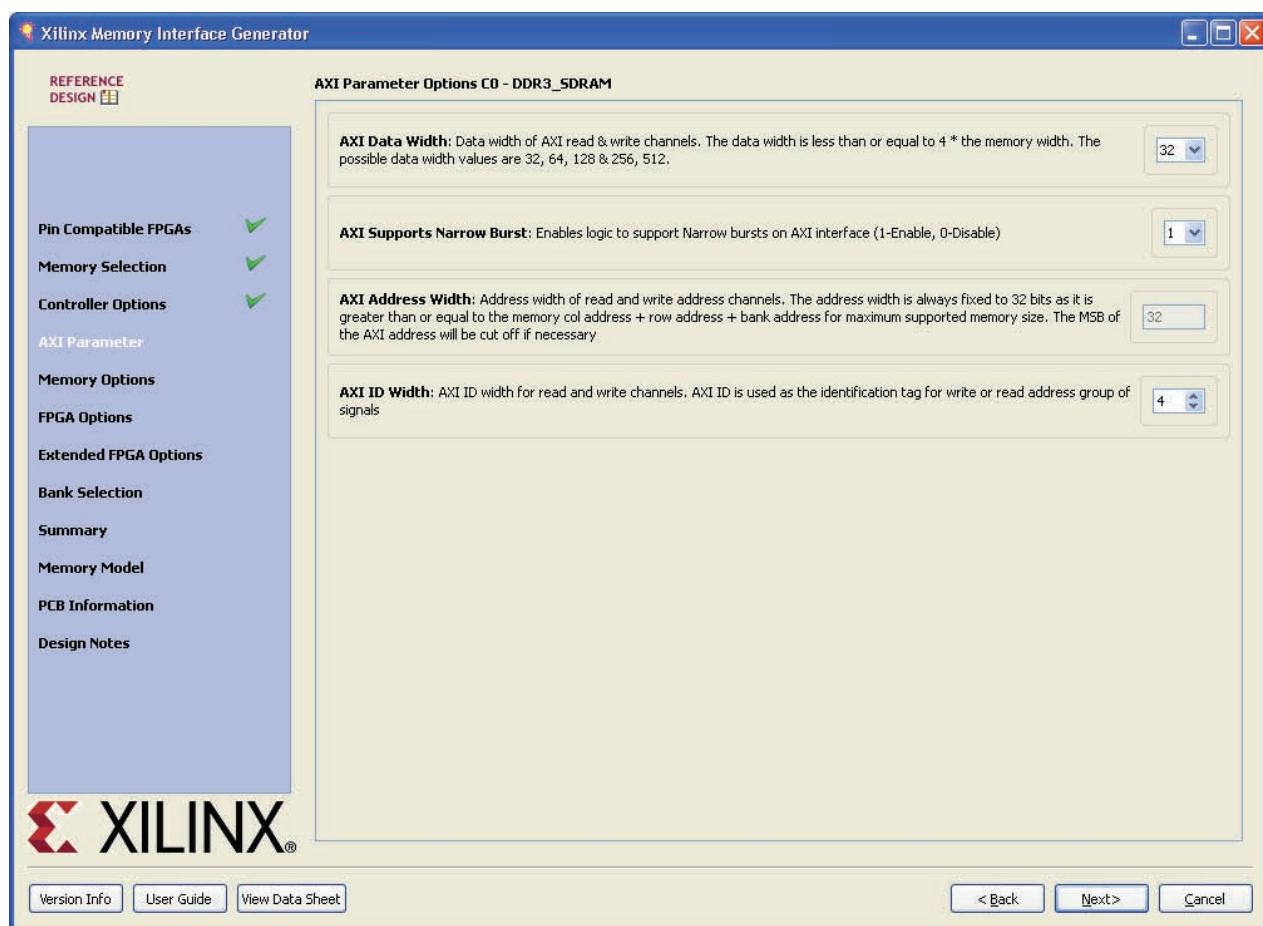 Xilinx Memory Interface Generator
REFERENCE
DESIGN
AXI Parameter Options C0 - DDR3_SDRAM
AXI Data Width: Data width of AXI read & write channels. The data width is less than or equal to 4 * the memory width. The
possible data width values are 32, 64, 128 & 256, 512.
32
Pin Compatible FPGAs
AXI Supports Narrow Burst: Enables logic to support Narrow bursts on AXI interface (1-Enable, 0-Disable)
1
Memory Selection
Controller Options
AXI Address Width: Address width of read and write address channels. The address width is always fixed to 32 bits as it is
greater than or equal to the memory col address + row address + bank address for maximum supported memory size. The MSB of
the AXI address will be cut off if necessary
32
AXI Parameter
Memory Options
AXI ID Width: AXI ID width for read and write channels. AXI ID is used as the identification tag for write or read address group of
signals
4
FPGA Options
Extended FPGA Options
Bank Selection
Summary
Memory Model
PCB Information
Design Notes
XILINX®
Version Info
User Guide
View Data Sheet
< Back
Next>
Cancel